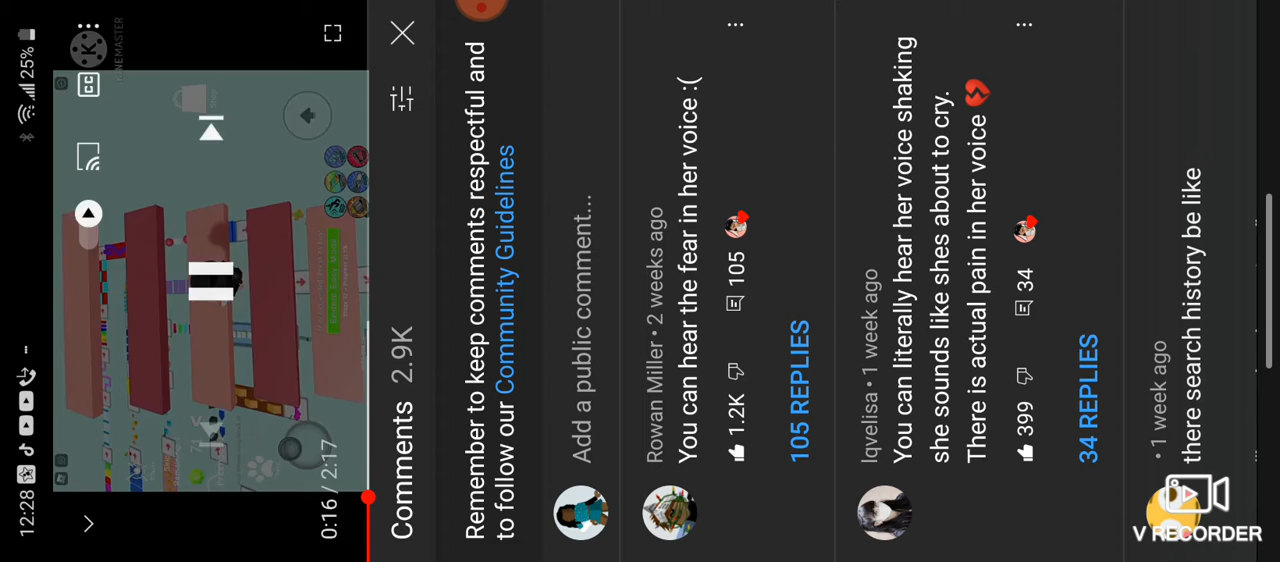 12:28
25%
KINEMASTER
CC
Shop
0:16 / 2:17
Comments 2.9K
Remember to keep comments respectful and
to follow our Community Guidelines
Add a public comment...
Rowan Miller • 2 weeks ago
You can hear the fear in her voice :(
1.2K 105
105 REPLIES
Iqvelisa • 1 week ago
You can literally hear her voice shaking
she sounds like shes about to cry.
There is actual pain in her voice 💔
399 34
34 REPLIES
• 1 week ago
there search history be like
V RECORDER